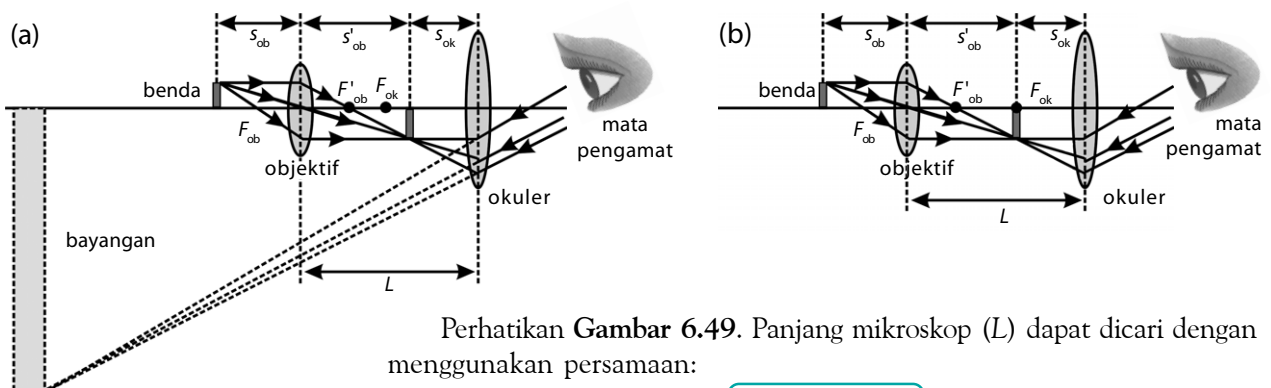 (a)
s_ob s'_ob s_ok
benda
F'_ob F_ok
F_ob
objektif
mata
pengamat
okuler
bayangan
L
(b)
s_ob s'_ob s_ok
benda
F'_ob F_ok
F_ob
objektif
mata
pengamat
okuler
L
Perhatikan Gambar 6.49. Panjang mikroskop (L) dapat dicari dengan
menggunakan persamaan: